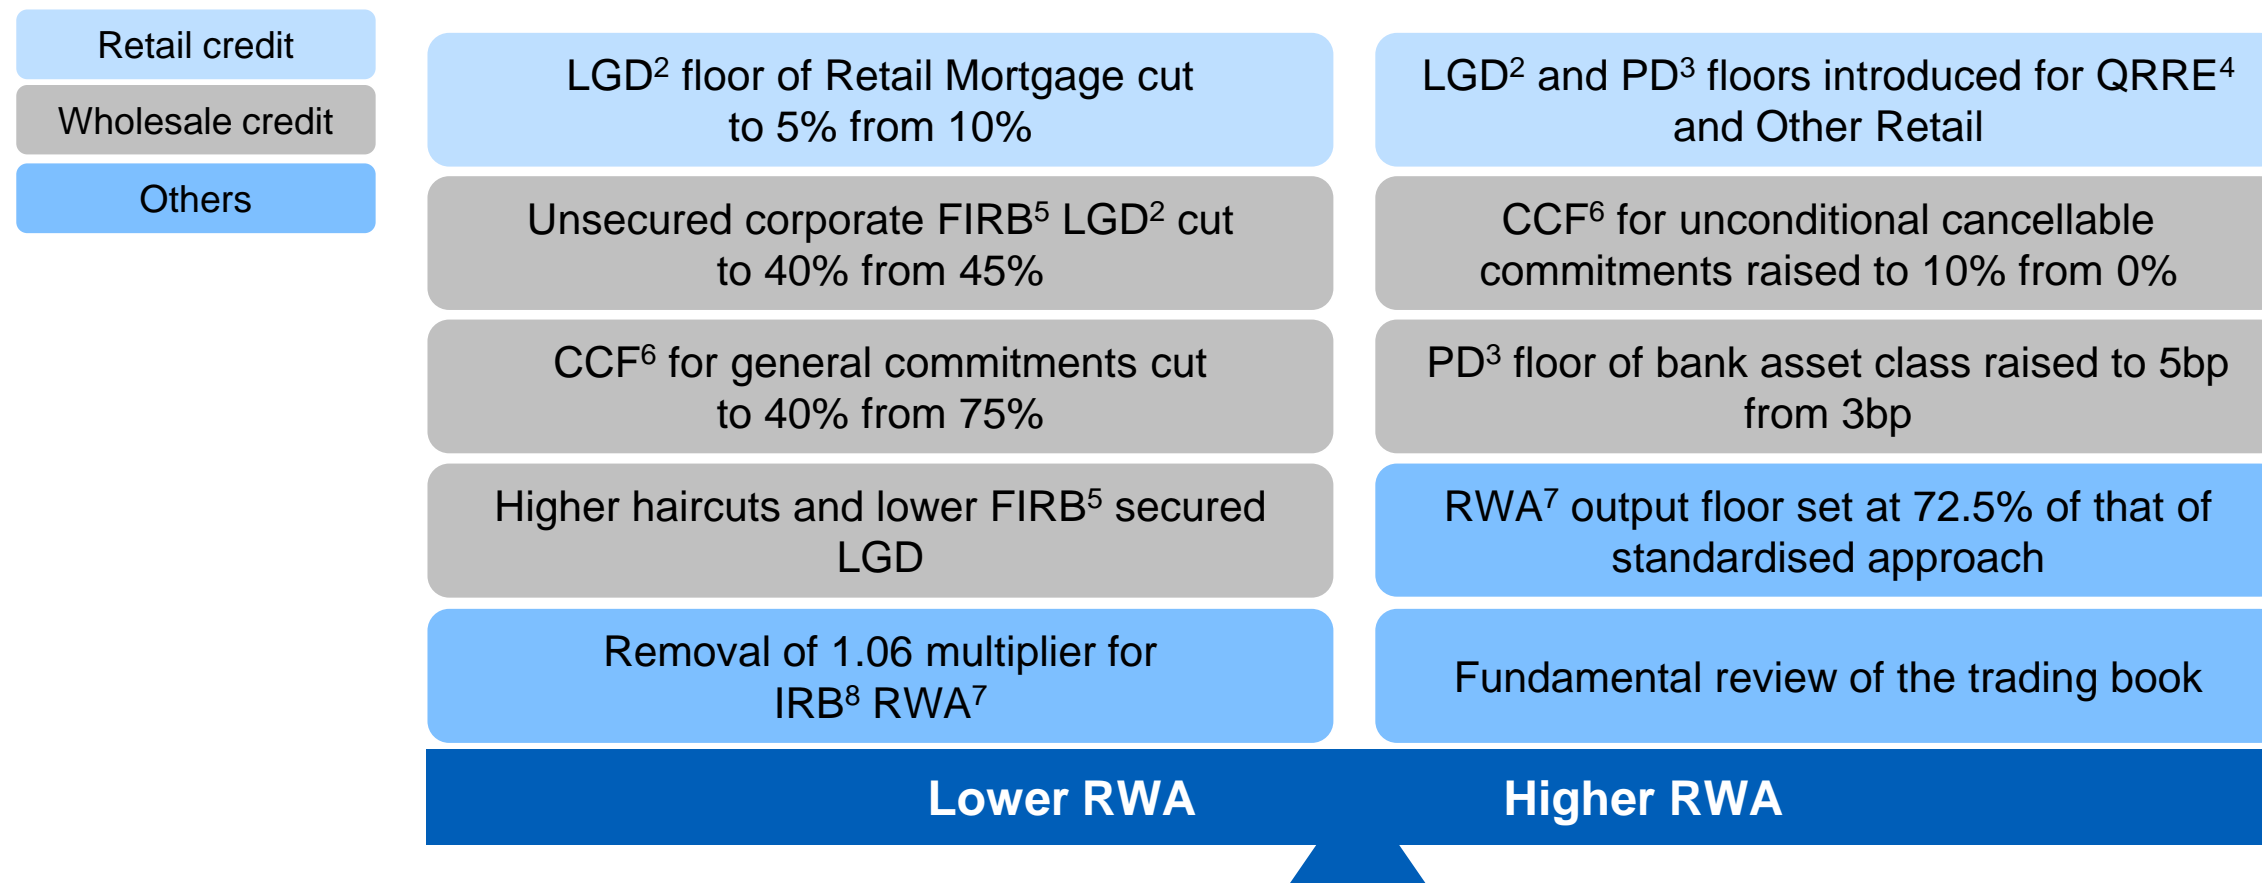 Retail credit
Wholesale credit
Others
LGD² floor of Retail Mortgage cut
to 5% from 10%
LGD² and PD³ floors introduced for QRRE⁴
and Other Retail
Unsecured corporate FIRB⁵ LGD² cut
to 40% from 45%
CCF⁶ for unconditional cancellable
commitments raised to 10% from 0%
CCF⁶ for general commitments cut
to 40% from 75%
PD³ floor of bank asset class raised to 5bp
from 3bp
Higher haircuts and lower FIRB⁵ secured
LGD
RWA⁷ output floor set at 72.5% of that of
standardised approach
Removal of 1.06 multiplier for
IRB⁸ RWA⁷
Fundamental review of the trading book
Lower RWA
Higher RWA